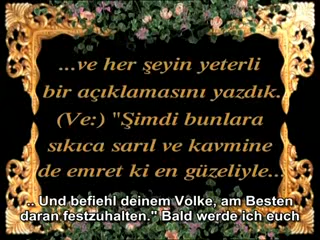 ...ve her şeyin yeterli
bir açıklamasını yazdık.
(Ve:) "Şimdi bunlara
sıkıca sarıl ve kavmine
de emret ki en güzeliyle...
.. Und befiehl deinem Volke, am Besten
daran festzuhalten." Bald werde ich euch